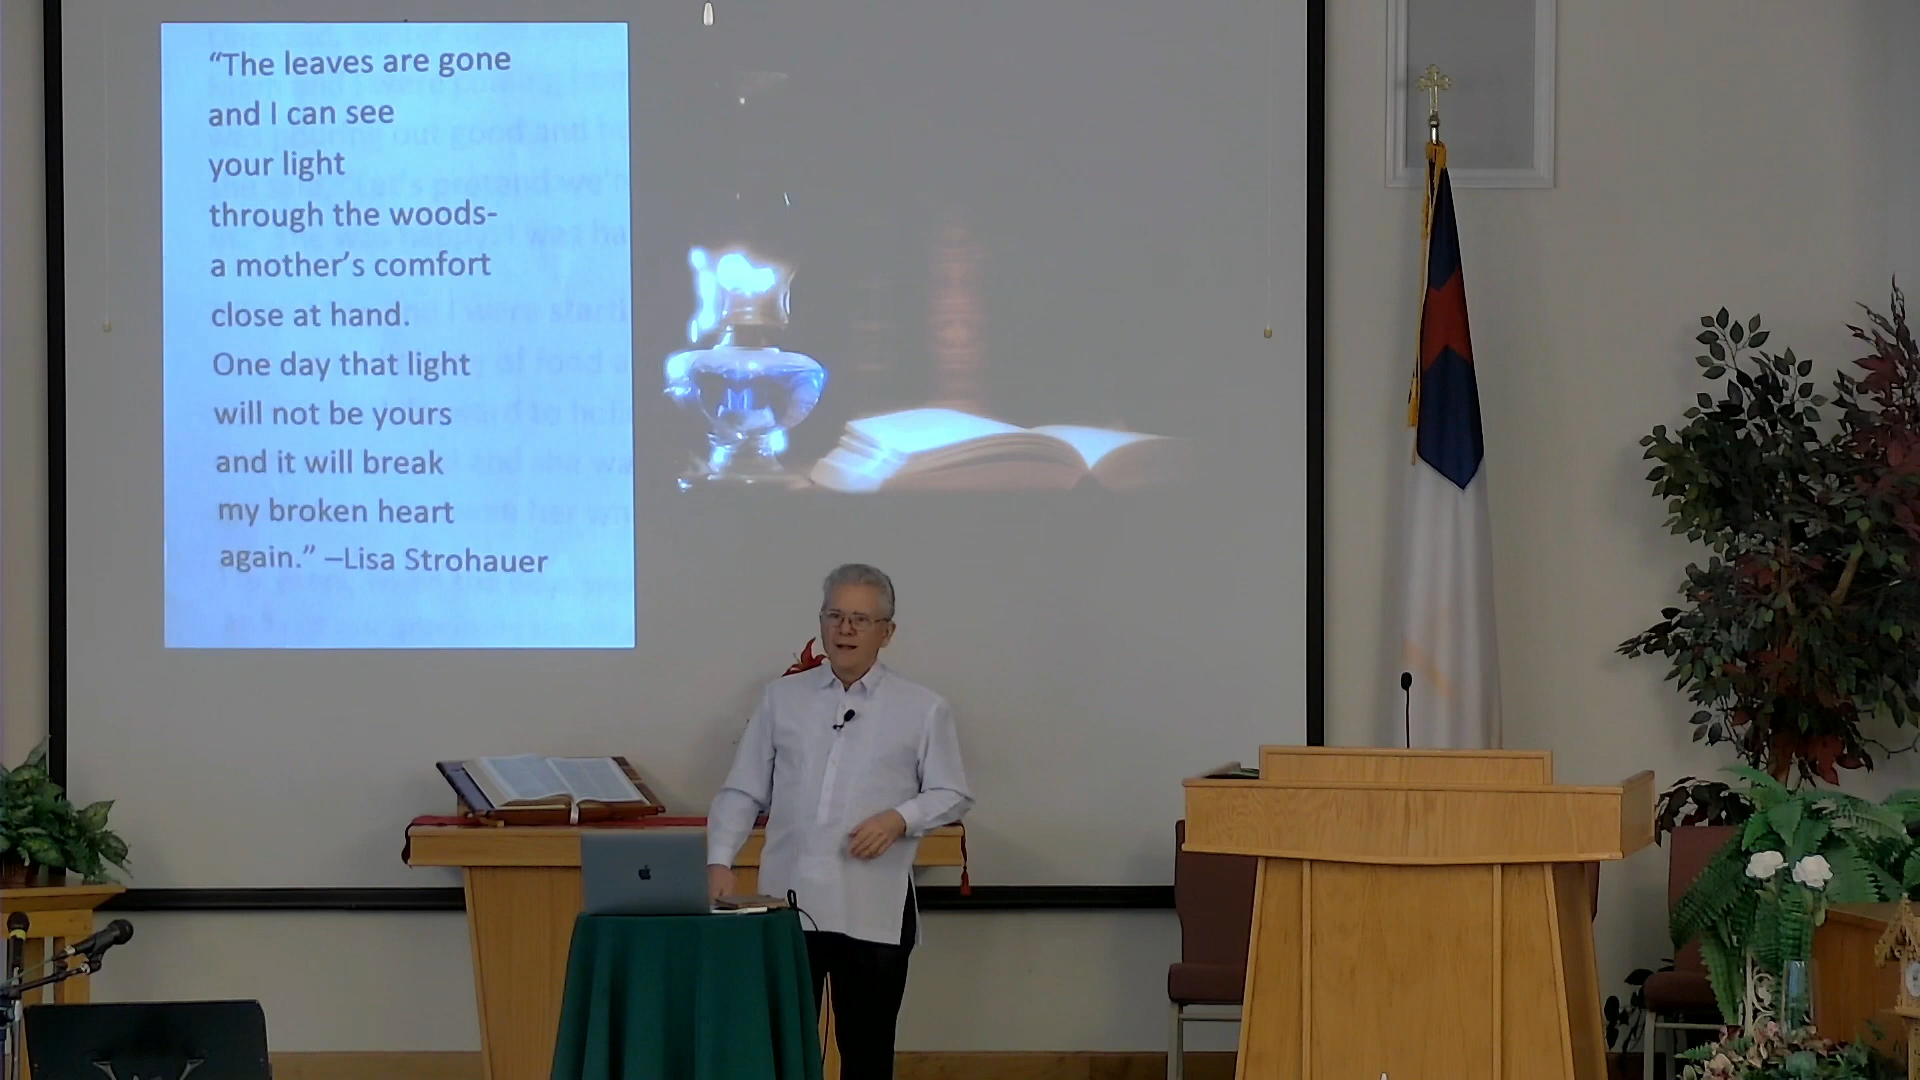 “The leaves are gone
and I can see
your light
through the woods-
a mother’s comfort
close at hand.
One day that light
will not be yours
and it will break
my broken heart
again.” –Lisa Strohauer